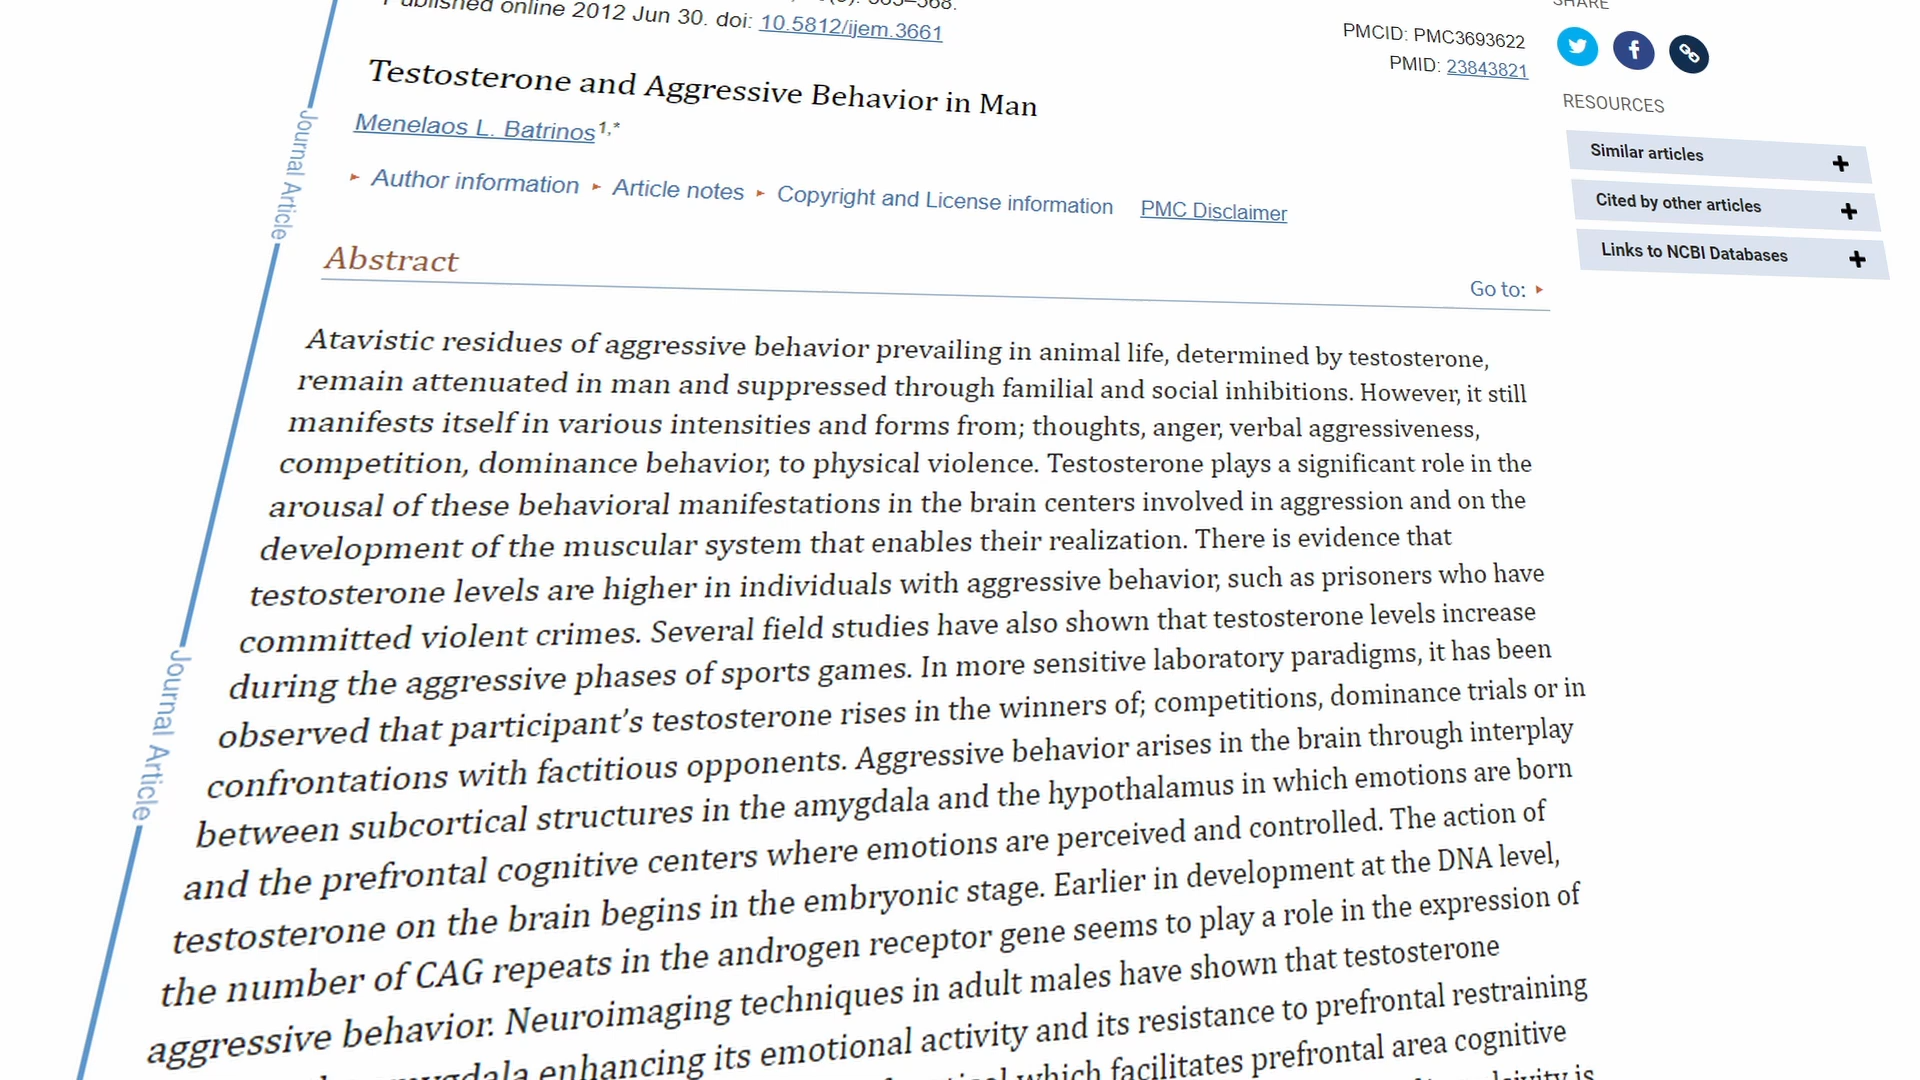 Published online 2012 Jun 30. doi: 10.5812/ijem.3661
PMCID: PMC3693622
PMID: 23843821
SHARE
Testosterone and Aggressive Behavior in Man
Menelaos L. Batrinos1,*
Author information Article notes Copyright and License information PMC Disclaimer
RESOURCES
Similar articles
Cited by other articles
Links to NCBI Databases
Journal Article
Abstract
Go to:
Atavistic residues of aggressive behavior prevailing in animal life, determined by testosterone,
remain attenuated in man and suppressed through familial and social inhibitions. However, it still
manifests itself in various intensities and forms from; thoughts, anger, verbal aggressiveness,
competition, dominance behavior, to physical violence. Testosterone plays a significant role in the
arousal of these behavioral manifestations in the brain centers involved in aggression and on the
development of the muscular system that enables their realization. There is evidence that
testosterone levels are higher in individuals with aggressive behavior, such as prisoners who have
committed violent crimes. Several field studies have also shown that testosterone levels increase
during the aggressive phases of sports games. In more sensitive laboratory paradigms, it has been
observed that participant’s testosterone rises in the winners of; competitions, dominance trials or in
confrontations with factitious opponents. Aggressive behavior arises in the brain through interplay
between subcortical structures in the amygdala and the hypothalamus in which emotions are born
and the prefrontal cognitive centers where emotions are perceived and controlled. The action of
testosterone on the brain begins in the embryonic stage. Earlier in development at the DNA level,
the number of CAG repeats in the androgen receptor gene seems to play a role in the expression of
aggressive behavior. Neuroimaging techniques in adult males have shown that testosterone
amygdala enhancing its emotional activity and its resistance to prefrontal restraining
which facilitates prefrontal area cognitive
is
Journal Article